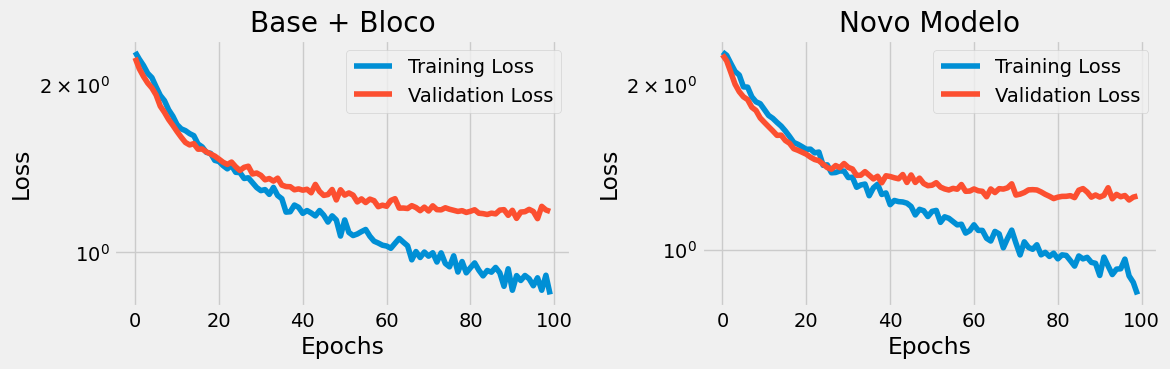 Base + Bloco
Training Loss
Validation Loss
2 × 10⁰
10⁰
Loss
0 20 40 60 80 100
Epochs
Novo Modelo
Training Loss
Validation Loss
2 × 10⁰
10⁰
Loss
0 20 40 60 80 100
Epochs